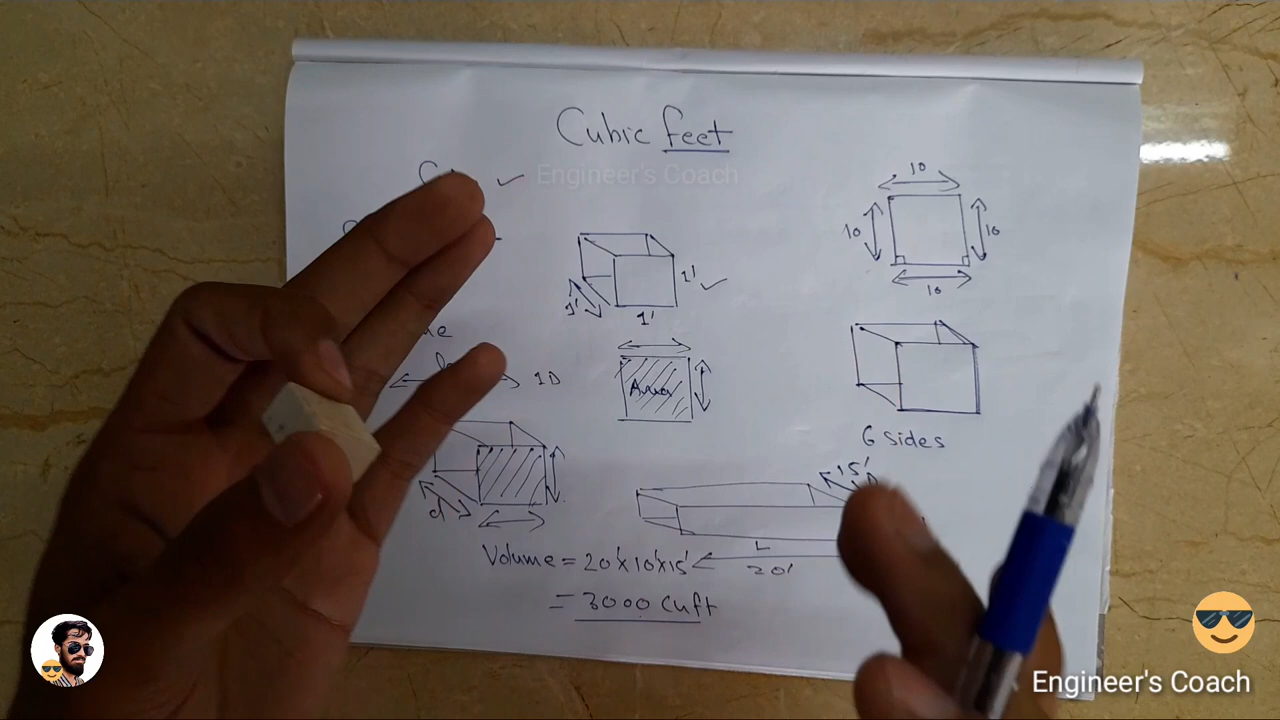 Cubic feet
Engineer's Coach
10
10
10
10
1'
1'
1'
1D
Area
6 sides
d
15'
L
20'
Volume = 20'x10'x15'
= 3000 Cuft
Engineer's Coach